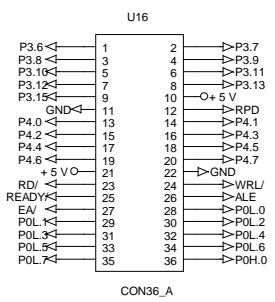 U16
P3.6 1 2 P3.7
P3.8 3 4 P3.9
P3.10 5 6 P3.11
P3.12 7 8 P3.13
P3.15 9 10 + 5 V
GND 11 12 RPD
P4.0 13 14 P4.1
P4.2 15 16 P4.3
P4.4 17 18 P4.5
P4.6 19 20 P4.7
+ 5 V 21 22 GND
RD/ 23 24 WRL/
READY 25 26 ALE
EA/ 27 28 P0L.0
P0L.1 29 30 P0L.2
P0L.3 31 32 P0L.4
P0L.5 33 34 P0L.6
P0L.7 35 36 P0H.0
CON36_A